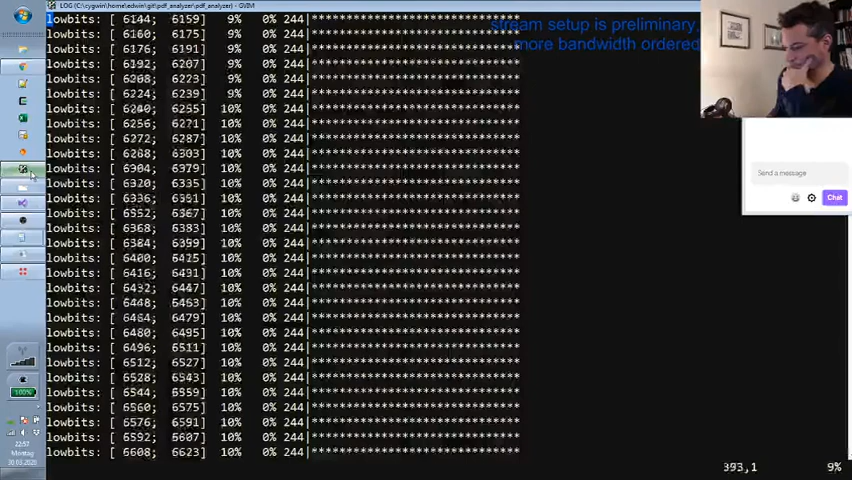 LOG (C:\cygwin\home\edwin\git\pdf_analyzer\pdf_analyzer) - GVIM
stream setup is preliminary,
more bandwidth ordered
lowbits: [ 6144; 6159] 9% 0% 244|*******************************
lowbits: [ 6160; 6175] 9% 0% 244|*******************************
lowbits: [ 6176; 6191] 9% 0% 244|*******************************
lowbits: [ 6192; 6207] 9% 0% 244|*******************************
lowbits: [ 6208; 6223] 9% 0% 244|*******************************
lowbits: [ 6224; 6239] 9% 0% 244|*******************************
lowbits: [ 6240; 6255] 10% 0% 244|*******************************
lowbits: [ 6256; 6271] 10% 0% 244|*******************************
lowbits: [ 6272; 6287] 10% 0% 244|*******************************
lowbits: [ 6288; 6303] 10% 0% 244|*******************************
lowbits: [ 6304; 6319] 10% 0% 244|*******************************
lowbits: [ 6320; 6335] 10% 0% 244|*******************************
lowbits: [ 6336; 6351] 10% 0% 244|*******************************
lowbits: [ 6352; 6367] 10% 0% 244|*******************************
lowbits: [ 6368; 6383] 10% 0% 244|*******************************
lowbits: [ 6384; 6399] 10% 0% 244|*******************************
lowbits: [ 6400; 6415] 10% 0% 244|*******************************
lowbits: [ 6416; 6431] 10% 0% 244|*******************************
lowbits: [ 6432; 6447] 10% 0% 244|*******************************
lowbits: [ 6448; 6463] 10% 0% 244|*******************************
lowbits: [ 6464; 6479] 10% 0% 244|*******************************
lowbits: [ 6480; 6495] 10% 0% 244|*******************************
lowbits: [ 6496; 6511] 10% 0% 244|*******************************
lowbits: [ 6512; 6527] 10% 0% 244|*******************************
lowbits: [ 6528; 6543] 10% 0% 244|*******************************
lowbits: [ 6544; 6559] 10% 0% 244|*******************************
lowbits: [ 6560; 6575] 10% 0% 244|*******************************
lowbits: [ 6576; 6591] 10% 0% 244|*******************************
lowbits: [ 6592; 6607] 10% 0% 244|*******************************
lowbits: [ 6608; 6623] 10% 0% 244|*******************************
393,1 9%
Send a message
Chat
100%
22:57
Montag
30.03.2020